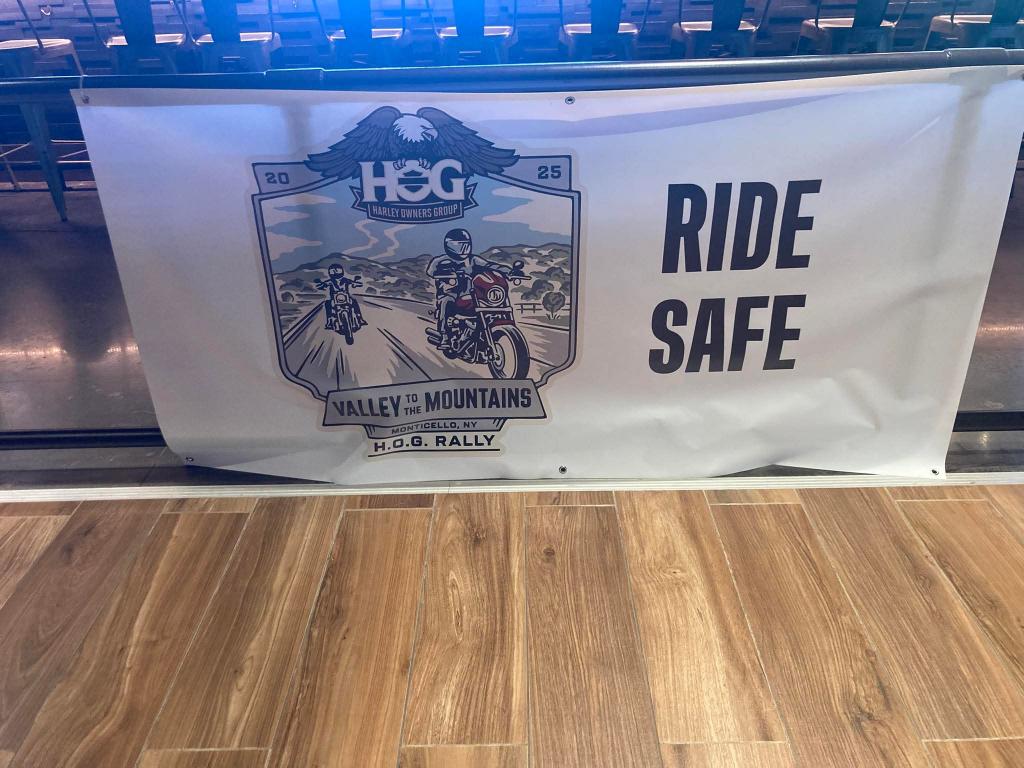 20 HOG 25
HARLEY OWNERS GROUP
VALLEY TO THE MOUNTAINS
MONTICELLO, NY
H.O.G. RALLY
RIDE
SAFE